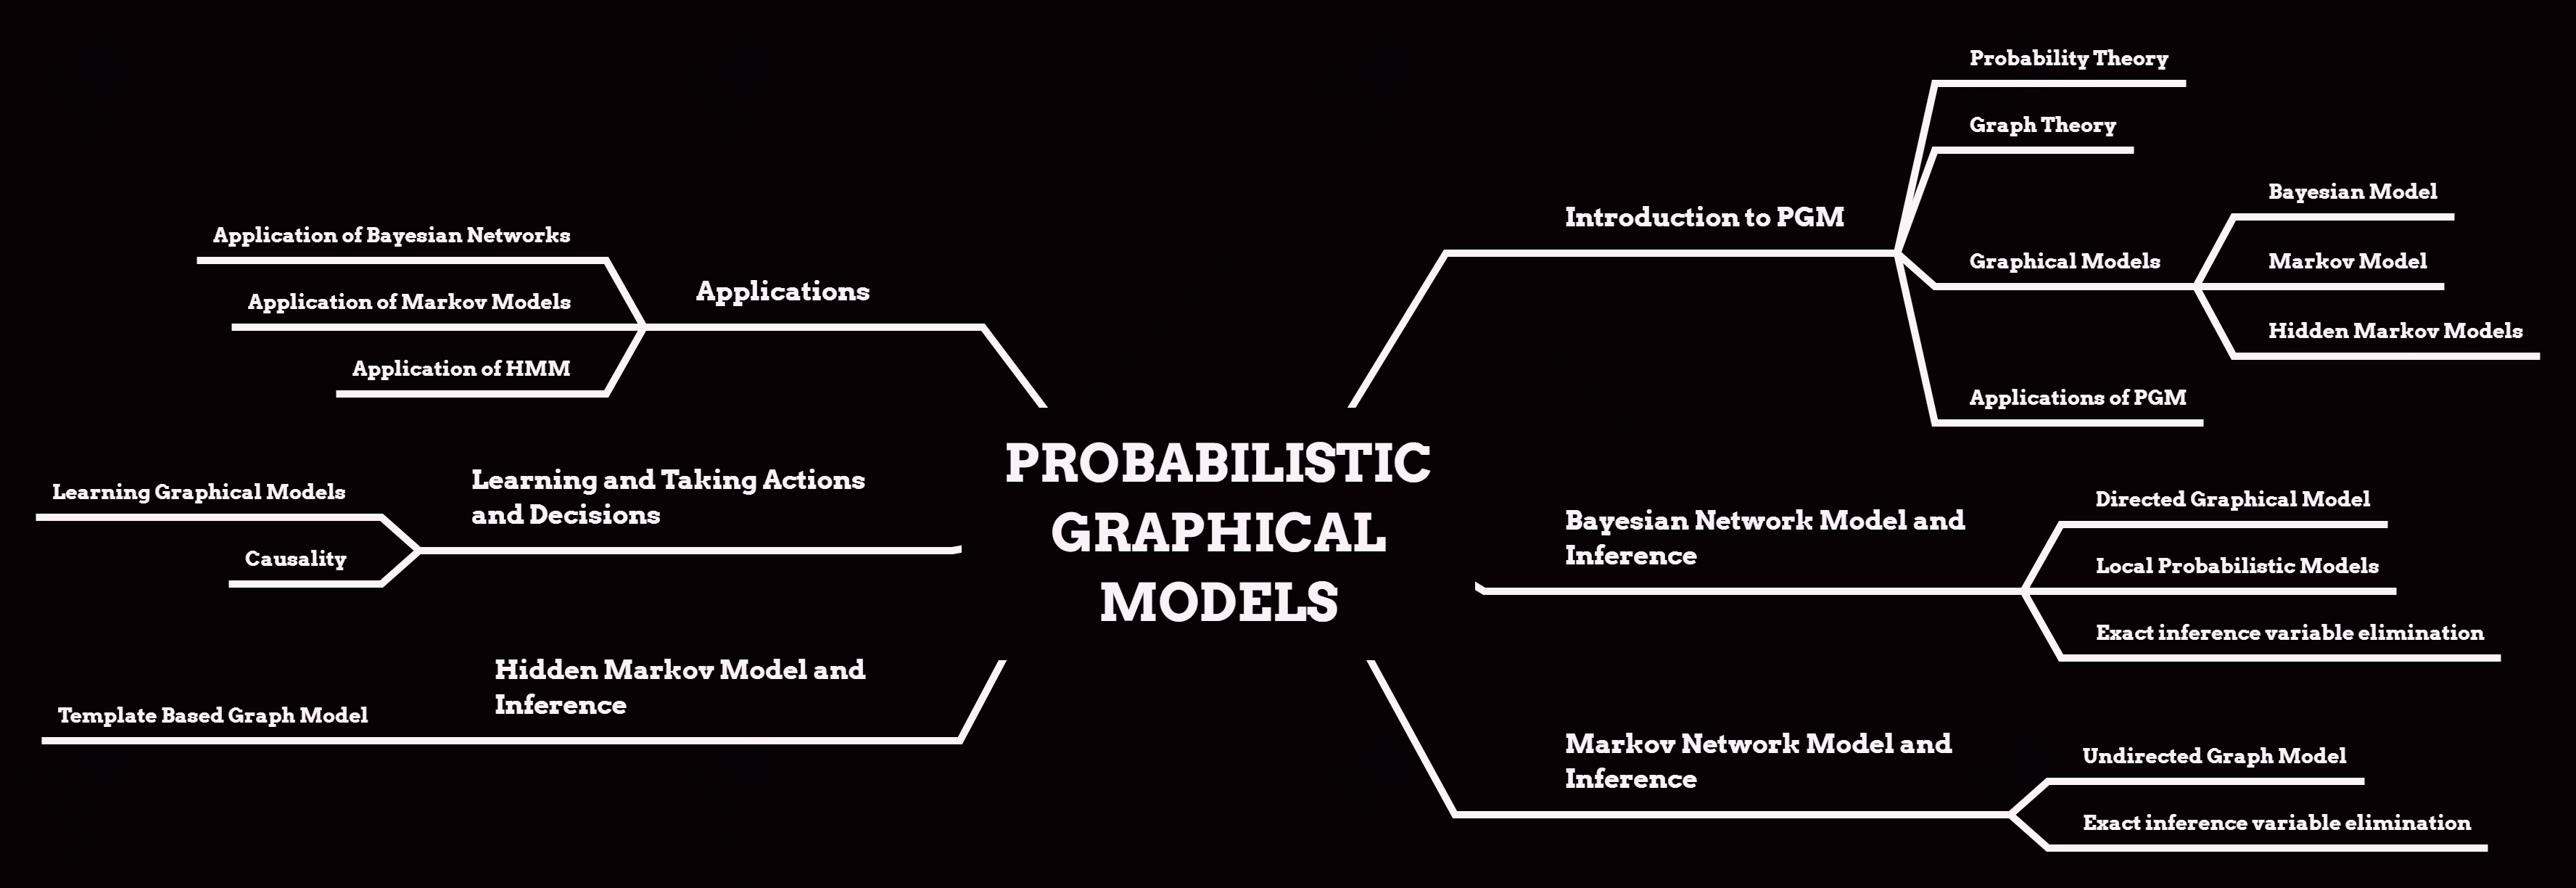 PROBABILISTIC
GRAPHICAL
MODELS
Introduction to PGM
Probability Theory
Graph Theory
Graphical Models
Bayesian Model
Markov Model
Hidden Markov Models
Applications of PGM
Bayesian Network Model and
Inference
Directed Graphical Model
Local Probabilistic Models
Exact inference variable elimination
Markov Network Model and
Inference
Undirected Graph Model
Exact inference variable elimination
Applications
Application of Bayesian Networks
Application of Markov Models
Application of HMM
Learning and Taking Actions
and Decisions
Learning Graphical Models
Causality
Hidden Markov Model and
Inference
Template Based Graph Model